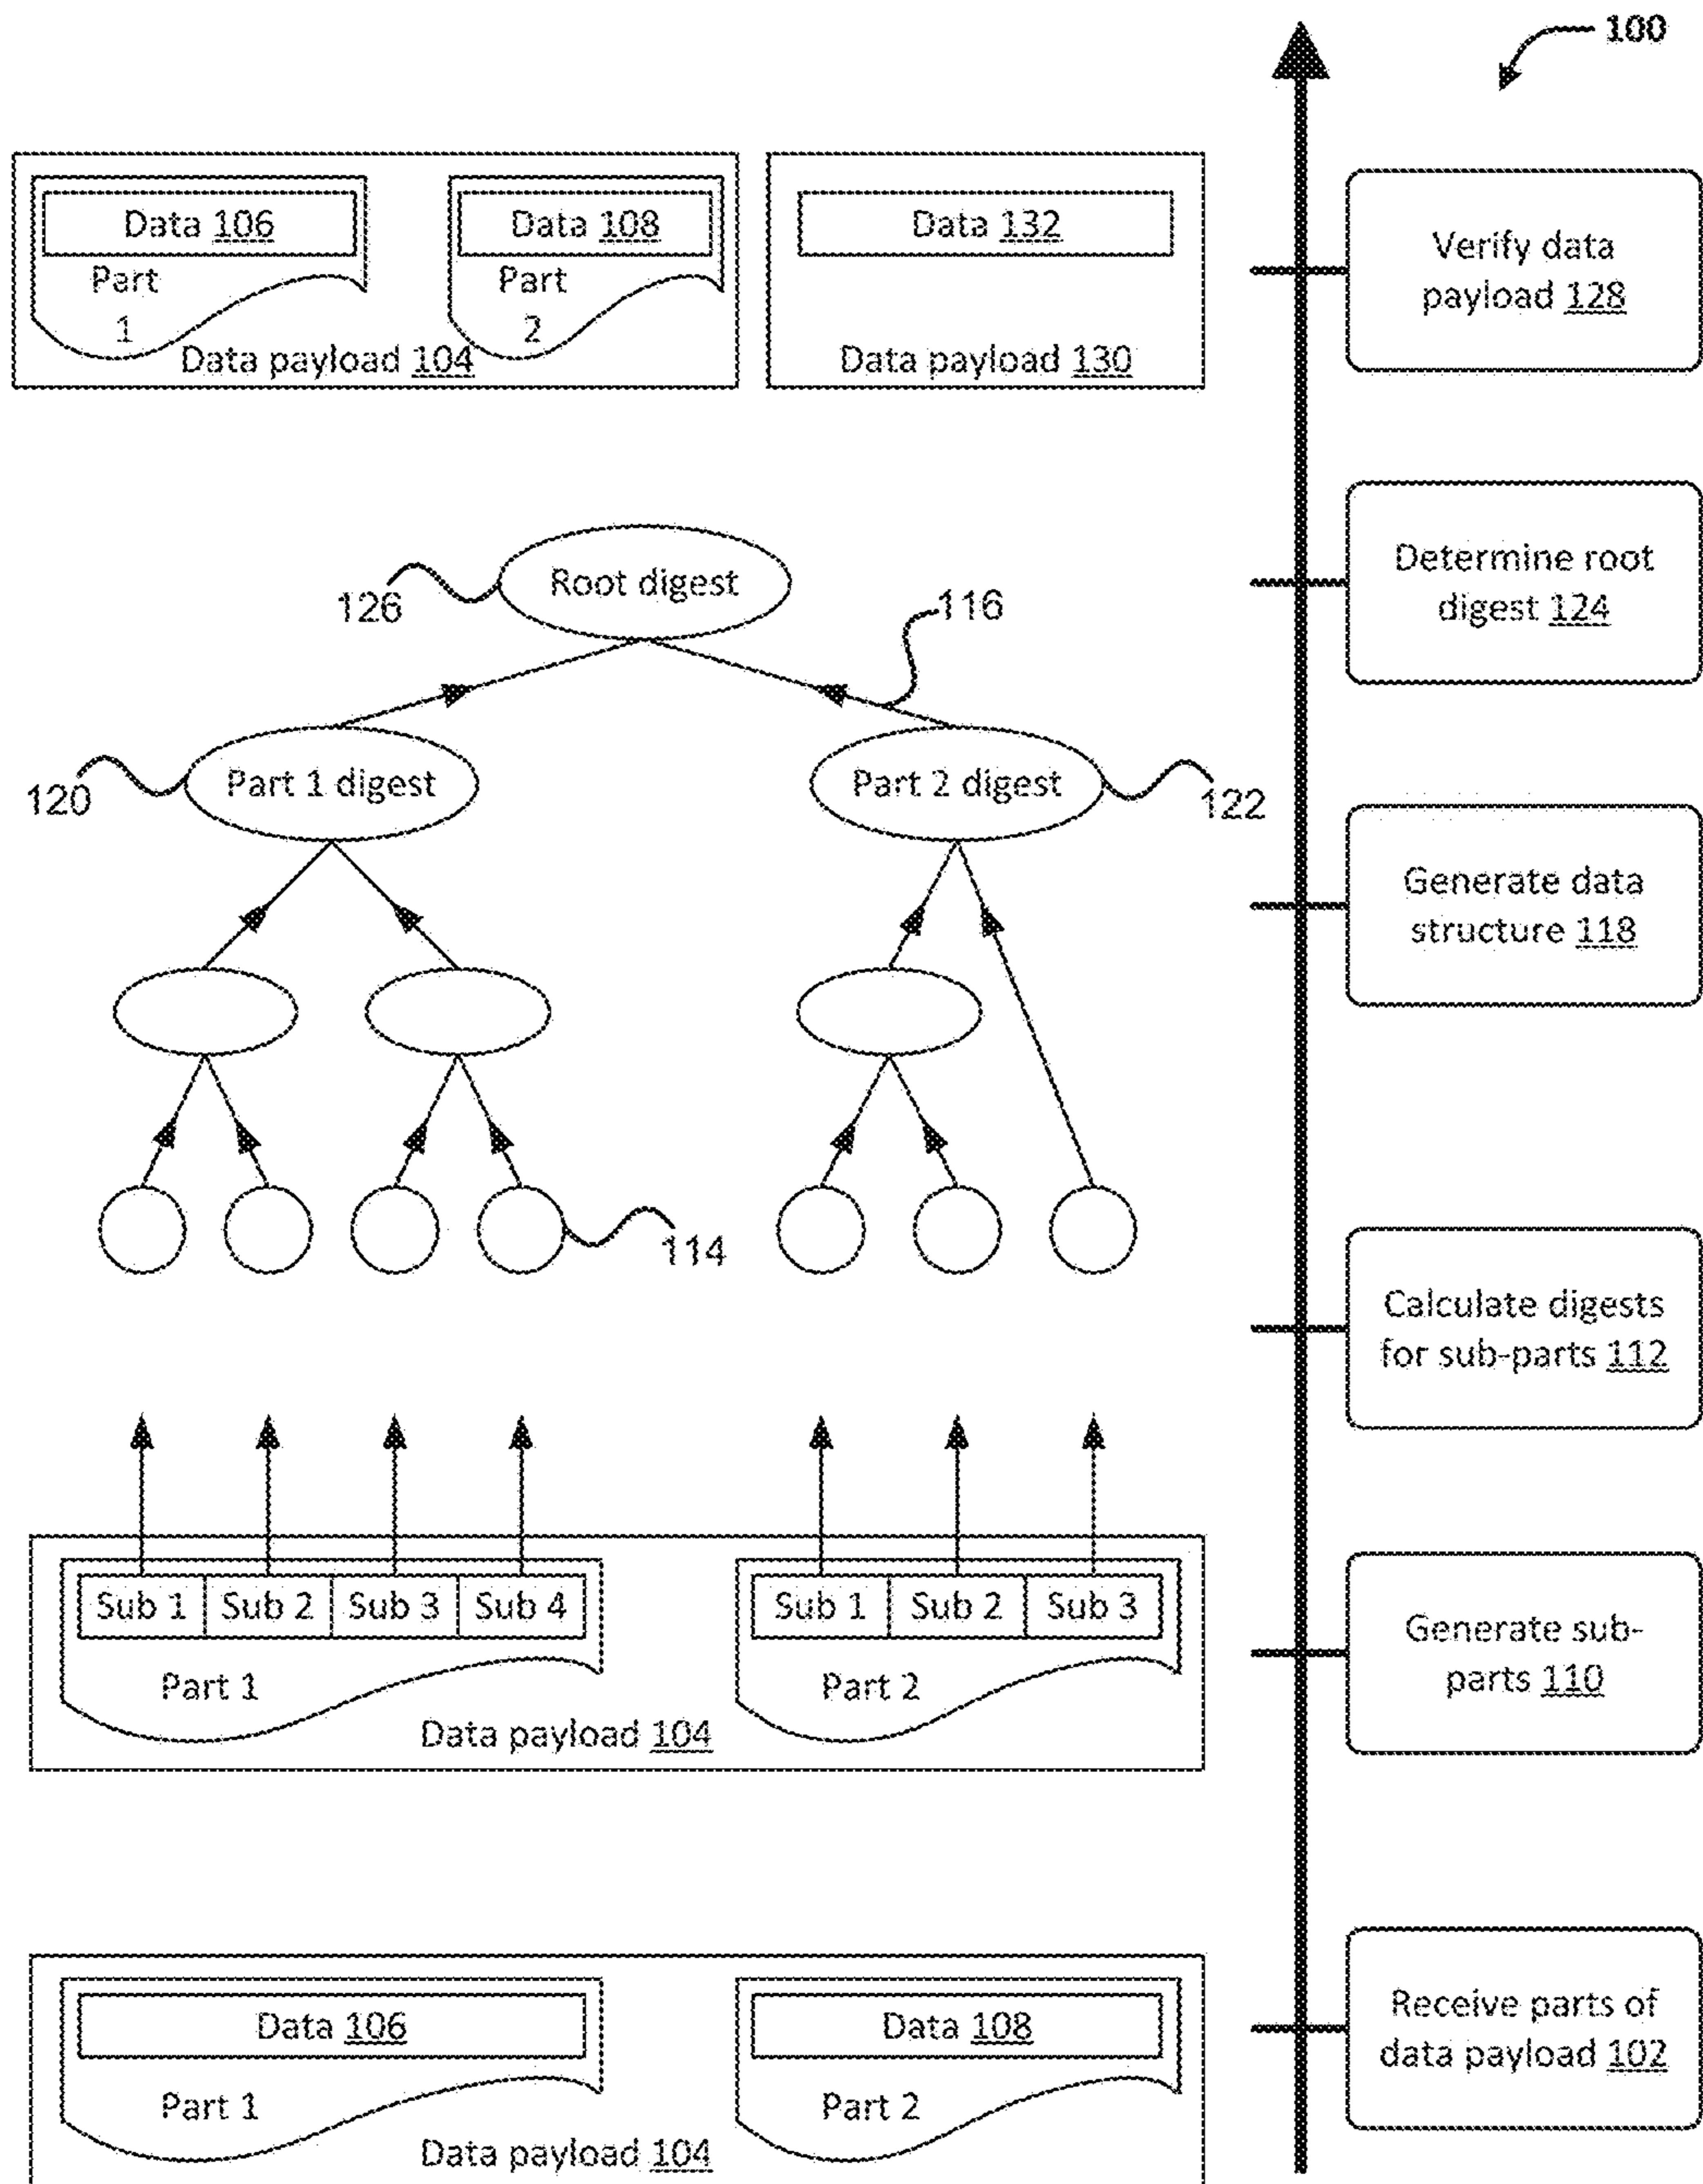 100
Data 106
Part
1
Data 108
Part
2
Data payload 104
Data 132
Data payload 130
Verify data
payload 128
Root digest
126
116
Determine root
digest 124
Part 1 digest
120
Part 2 digest
122
Generate data
structure 118
114
Calculate digests
for sub-parts 112
Sub 1
Sub 2
Sub 3
Sub 4
Part 1
Sub 1
Sub 2
Sub 3
Part 2
Data payload 104
Generate sub-
parts 110
Data 106
Part 1
Data 108
Part 2
Data payload 104
Receive parts of
data payload 102